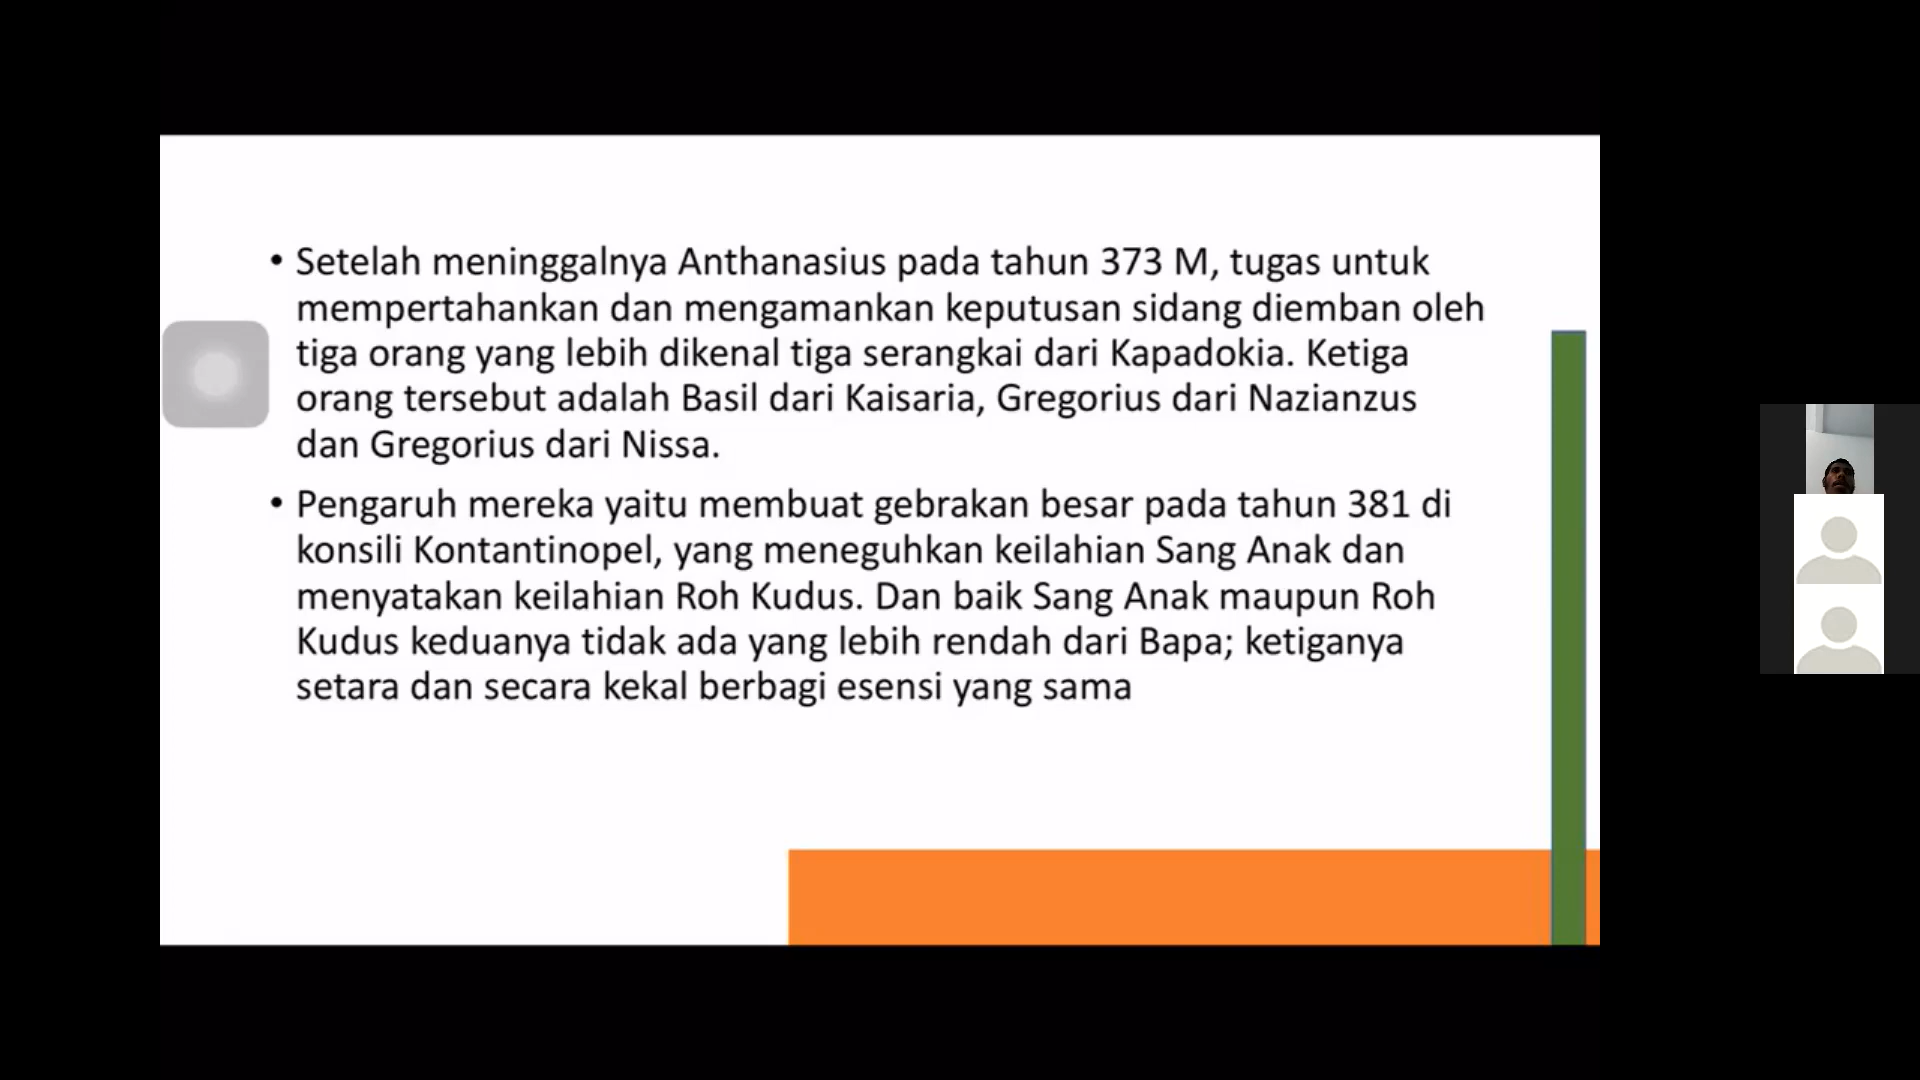 • Setelah meninggalnya Anthanasius pada tahun 373 M, tugas untuk
mempertahankan dan mengamankan keputusan sidang diemban oleh
tiga orang yang lebih dikenal tiga serangkai dari Kapadokia. Ketiga
orang tersebut adalah Basil dari Kaisaria, Gregorius dari Nazianzus
dan Gregorius dari Nissa.
• Pengaruh mereka yaitu membuat gebrakan besar pada tahun 381 di
konsili Kontantinopel, yang meneguhkan keilahian Sang Anak dan
menyatakan keilahian Roh Kudus. Dan baik Sang Anak maupun Roh
Kudus keduanya tidak ada yang lebih rendah dari Bapa; ketiganya
setara dan secara kekal berbagi esensi yang sama